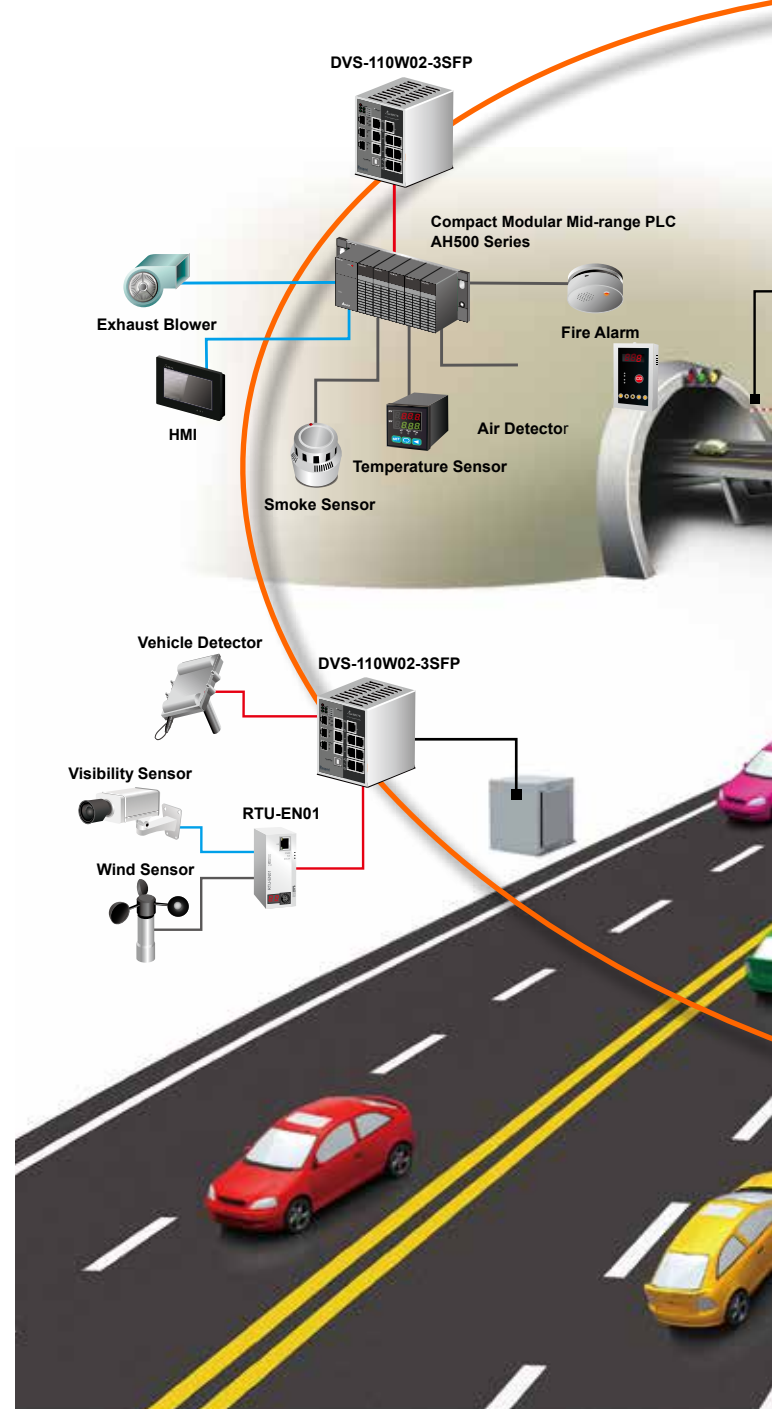 DVS-110W02-3SFP
Compact Modular Mid-range PLC
AH500 Series
Exhaust Blower
Fire Alarm
HMI
Air Detector
Temperature Sensor
Smoke Sensor
Vehicle Detector
DVS-110W02-3SFP
Visibility Sensor
RTU-EN01
Wind Sensor